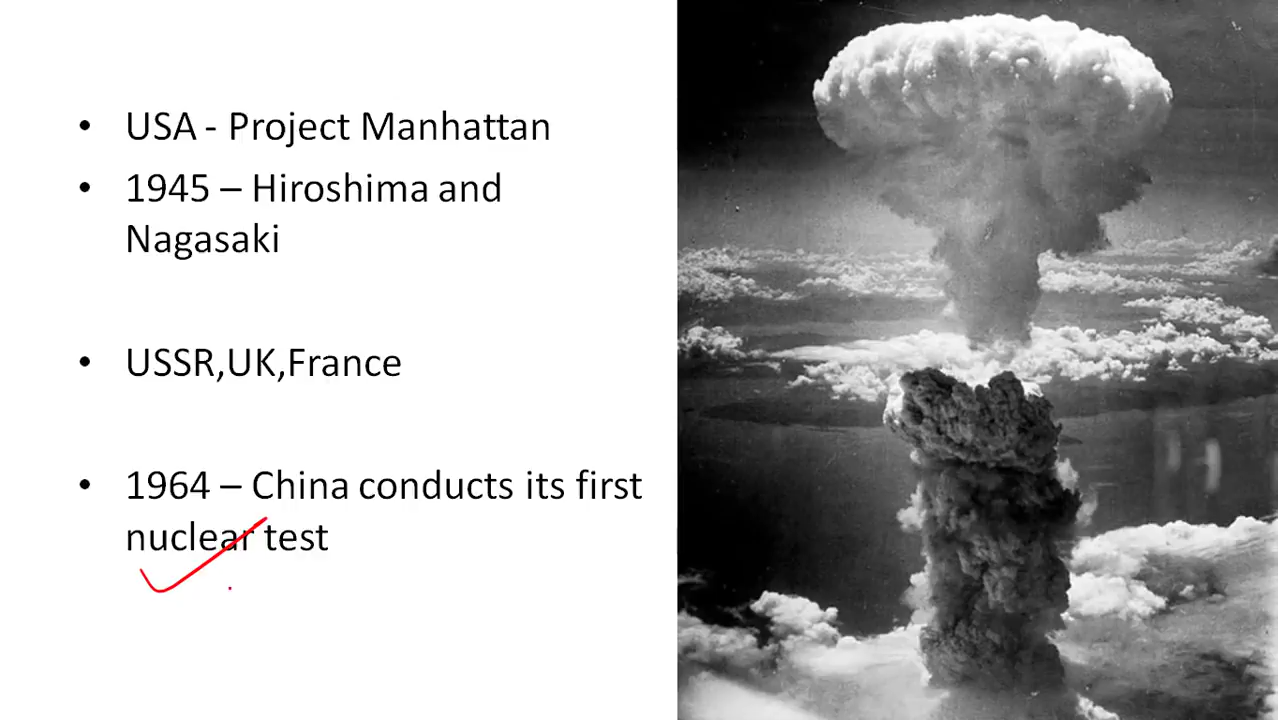 • USA - Project Manhattan
• 1945 – Hiroshima and
Nagasaki
• USSR,UK,France
• 1964 – China conducts its first
nuclear test